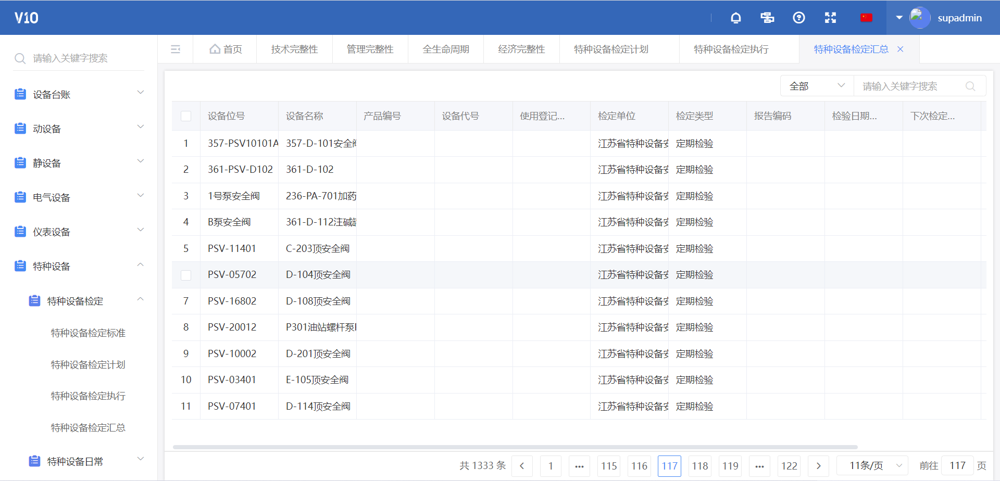 V10
supadmin
请输入关键字搜索
首页 技术完整性 管理完整性 全生命周期 经济完整性 特种设备检定计划 特种设备检定执行 特种设备检定汇总
设备台账
动设备
静设备
电气设备
仪表设备
特种设备
特种设备检定
特种设备检定标准
特种设备检定计划
特种设备检定执行
特种设备检定汇总
特种设备日常
全部 请输入关键字搜索
设备位号 设备名称 产品编号 设备代号 使用登记... 检定单位 检定类型 报告编码 检验日期... 下次检定...
1 357-PSV10101A 357-D-101安全阀 江苏省特种设备安 定期检验
2 361-PSV-D102 361-D-102 江苏省特种设备安 定期检验
3 1号泵安全阀 236-PA-701加药 江苏省特种设备安 定期检验
4 B泵安全阀 361-D-112注碱罐 江苏省特种设备安 定期检验
5 PSV-11401 C-203顶安全阀 江苏省特种设备安 定期检验
PSV-05702 D-104顶安全阀 江苏省特种设备安 定期检验
7 PSV-16802 D-108顶安全阀 江苏省特种设备安 定期检验
8 PSV-20012 P301油站螺杆泵 江苏省特种设备安 定期检验
9 PSV-10002 D-201顶安全阀 江苏省特种设备安 定期检验
10 PSV-03401 E-105顶安全阀 江苏省特种设备安 定期检验
11 PSV-07401 D-114顶安全阀 江苏省特种设备安 定期检验
共 1333 条 1 ... 115 116 117 118 119 ... 122 11条/页 前往 117 页